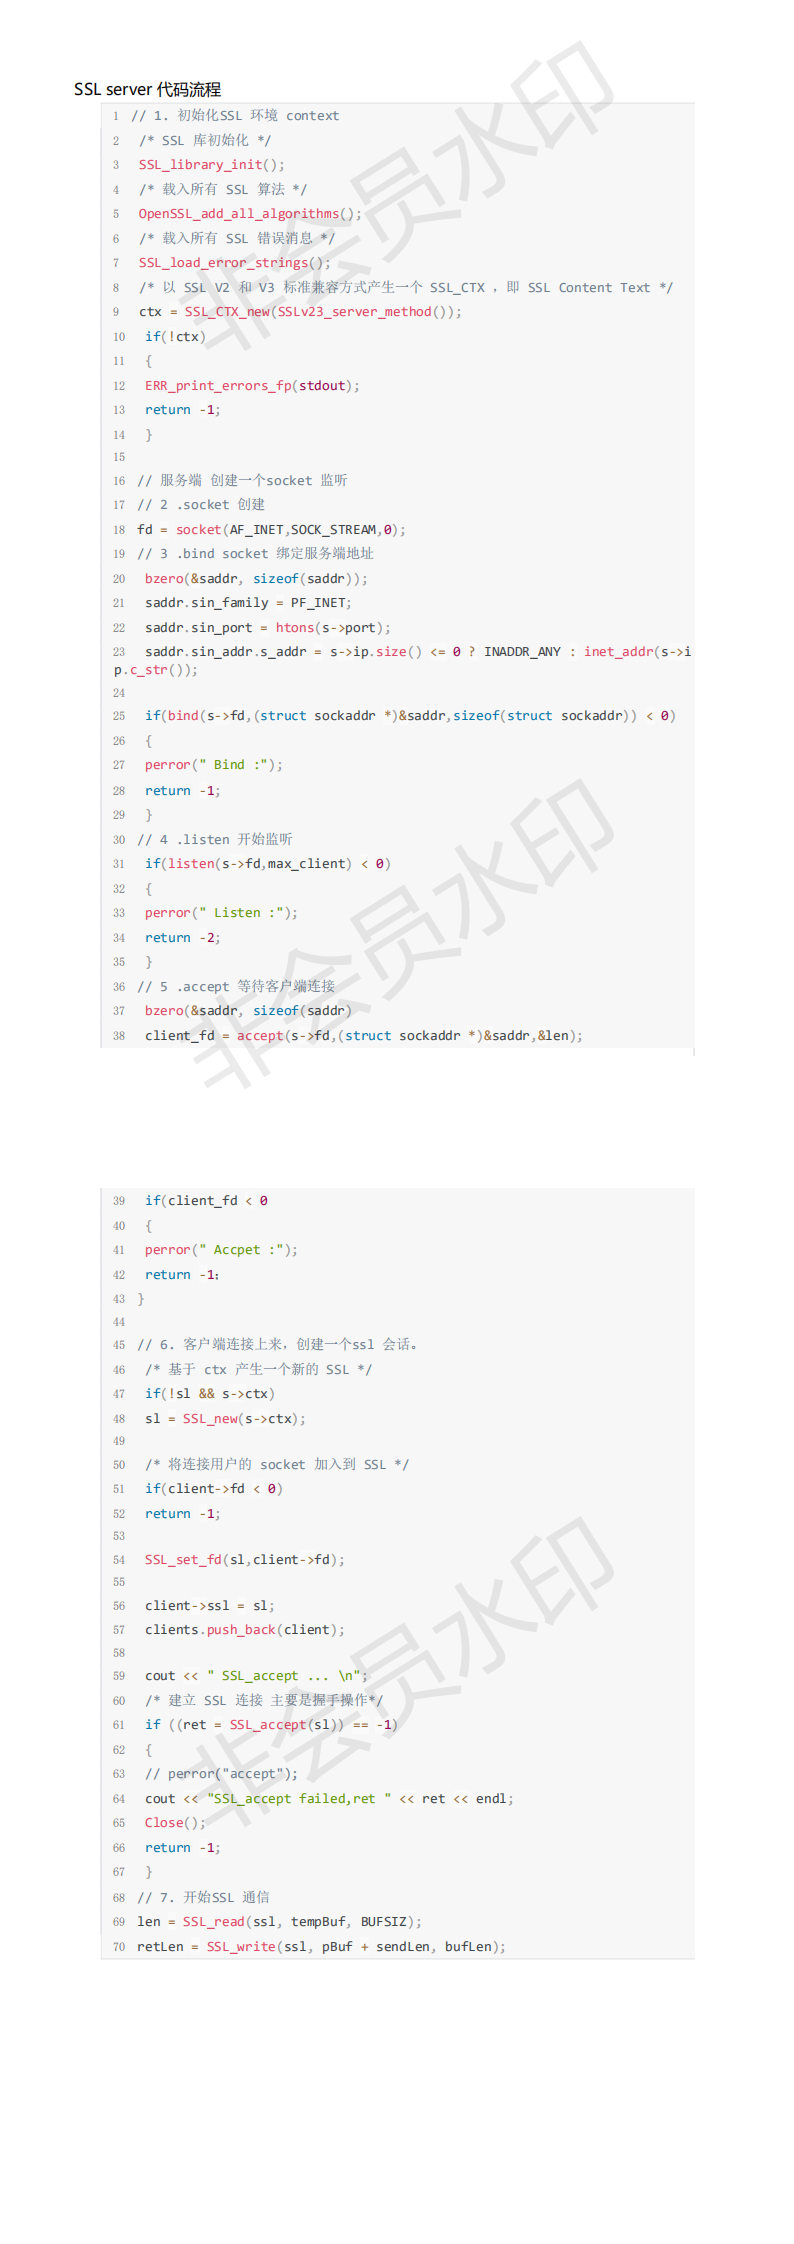 SSL server 代码流程
1 // 1. 初始化SSL 环境 context
2 /* SSL 库初始化 */
3 SSL_library_init();
4 /* 载入所有 SSL 算法 */
5 OpenSSL_add_all_algorithms();
6 /* 载入所有 SSL 错误消息 */
7 SSL_load_error_strings();
8 /* 以 SSL V2 和 V3 标准兼容方式产生一个 SSL_CTX ，即 SSL Content Text */
9 ctx = SSL_CTX_new(SSLv23_server_method());
10 if(!ctx)
11 {
12 ERR_print_errors_fp(stdout);
13 return -1;
14 }
15
16 // 服务端 创建一个socket 监听
17 // 2 .socket 创建
18 fd = socket(AF_INET,SOCK_STREAM,0);
19 // 3 .bind socket 绑定服务端地址
20 bzero(&saddr, sizeof(saddr));
21 saddr.sin_family = PF_INET;
22 saddr.sin_port = htons(s->port);
23 saddr.sin_addr.s_addr = s->ip.size() <= 0 ? INADDR_ANY : inet_addr(s->i
p.c_str());
24
25 if(bind(s->fd,(struct sockaddr *)&saddr,sizeof(struct sockaddr)) < 0)
26 {
27 perror(" Bind :");
28 return -1;
29 }
30 // 4 .listen 开始监听
31 if(listen(s->fd,max_client) < 0)
32 {
33 perror(" Listen :");
34 return -2;
35 }
36 // 5 .accept 等待客户端连接
37 bzero(&saddr, sizeof(saddr)
38 client_fd = accept(s->fd,(struct sockaddr *)&saddr,&len);
39 if(client_fd < 0
40 {
41 perror(" Accpet :");
42 return -1：
43 }
44
45 // 6. 客户端连接上来，创建一个ssl 会话。
46 /* 基于 ctx 产生一个新的 SSL */
47 if(!sl && s->ctx)
48 sl = SSL_new(s->ctx);
49
50 /* 将连接用户的 socket 加入到 SSL */
51 if(client->fd < 0)
52 return -1;
53
54 SSL_set_fd(sl,client->fd);
55
56 client->ssl = sl;
57 clients.push_back(client);
58
59 cout << " SSL_accept ... \n";
60 /* 建立 SSL 连接 主要是握手操作*/
61 if ((ret = SSL_accept(sl)) == -1)
62 {
63 // perror("accept");
64 cout << "SSL_accept failed,ret " << ret << endl;
65 Close();
66 return -1;
67 }
68 // 7. 开始SSL 通信
69 len = SSL_read(ssl, tempBuf, BUFSIZ);
70 retLen = SSL_write(ssl, pBuf + sendLen, bufLen);
非会员水印
非会员水印
非会员水印